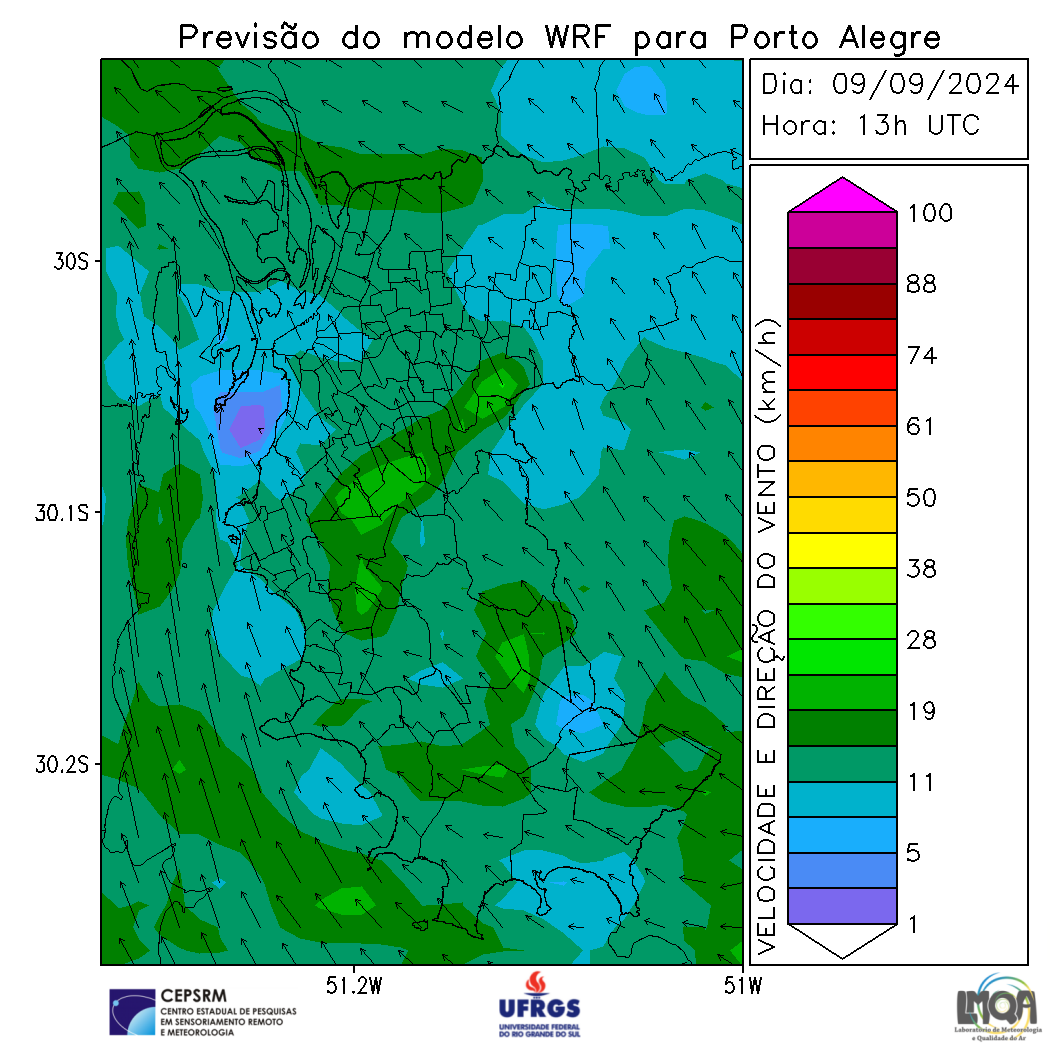 Previsão do modelo WRF para Porto Alegre
Dia: 09/09/2024
Hora: 13h UTC
30S
30.1S
30.2S
51.2W
51W
VELOCIDADE E DIREÇÃO DO VENTO (km/h)
100
88
74
61
50
38
28
19
11
5
1
CEPSRM
CENTRO ESTADUAL DE PESQUISAS
EM SENSORIAMENTO REMOTO
E METEOROLOGIA
UFRGS
UNIVERSIDADE FEDERAL
DO RIO GRANDE DO SUL
LMQA
Laboratório de Meteorologia
e Qualidade do Ar